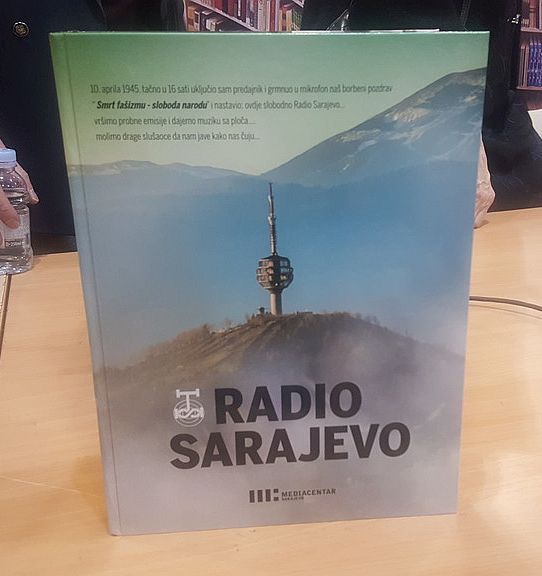 10. aprila 1945. tačno u 16 sati uključio sam predajnik i grmnuo u mikrofon naš borbeni pozdrav
" Smrt fašizmu - sloboda narodu" i nastavio: ovdje slobodno Radio Sarajevo...
vršimo probne emisije i dajemo muziku sa ploča....
molimo drage slušaoce da nam jave kako nas čuju....
RADIO
SARAJEVO
MEDIACENTAR
SARAJEVO